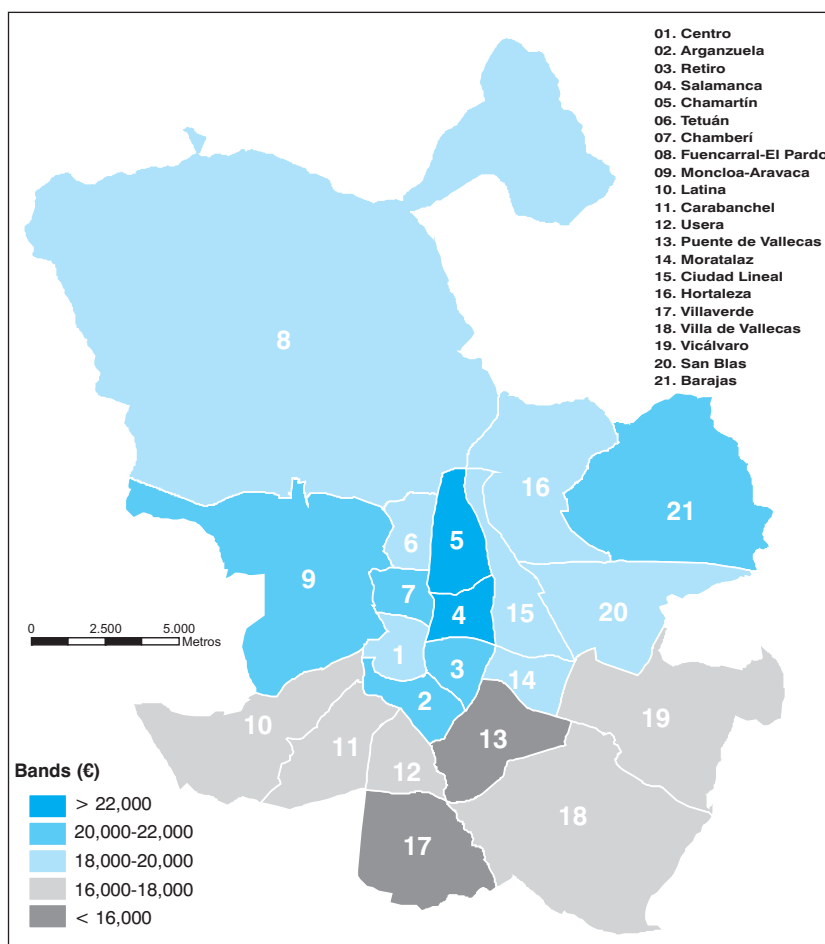 01. Centro
02. Arganzuela
03. Retiro
04. Salamanca
05. Chamartín
06. Tetuán
07. Chamberí
08. Fuencarral-El Pardo
09. Moncloa-Aravaca
10. Latina
11. Carabanchel
12. Usera
13. Puente de Vallecas
14. Moratalaz
15. Ciudad Lineal
16. Hortaleza
17. Villaverde
18. Villa de Vallecas
19. Vicálvaro
20. San Blas
21. Barajas
8
16
21
5
6
9
7
4
15
20
1
3
14
2
19
10
11
13
12
18
17
0 2.500 5.000
Metros
Bands (€)
> 22,000
20,000-22,000
18,000-20,000
16,000-18,000
< 16,000